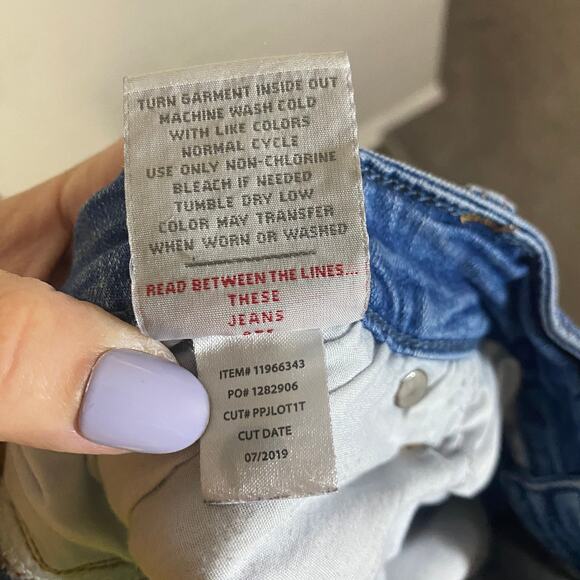 TURN GARMENT INSIDE OUT
MACHINE WASH COLD
WITH LIKE COLORS
NORMAL CYCLE
USE ONLY NON-CHLORINE
BLEACH IF NEEDED
TUMBLE DRY LOW
COLOR MAY TRANSFER
WHEN WORN OR WASHED
READ BETWEEN THE LINES...
THESE
JEANS
ITEM# 11966343
PO# 1282906
CUT# PPJLOT1T
CUT DATE
07/2019